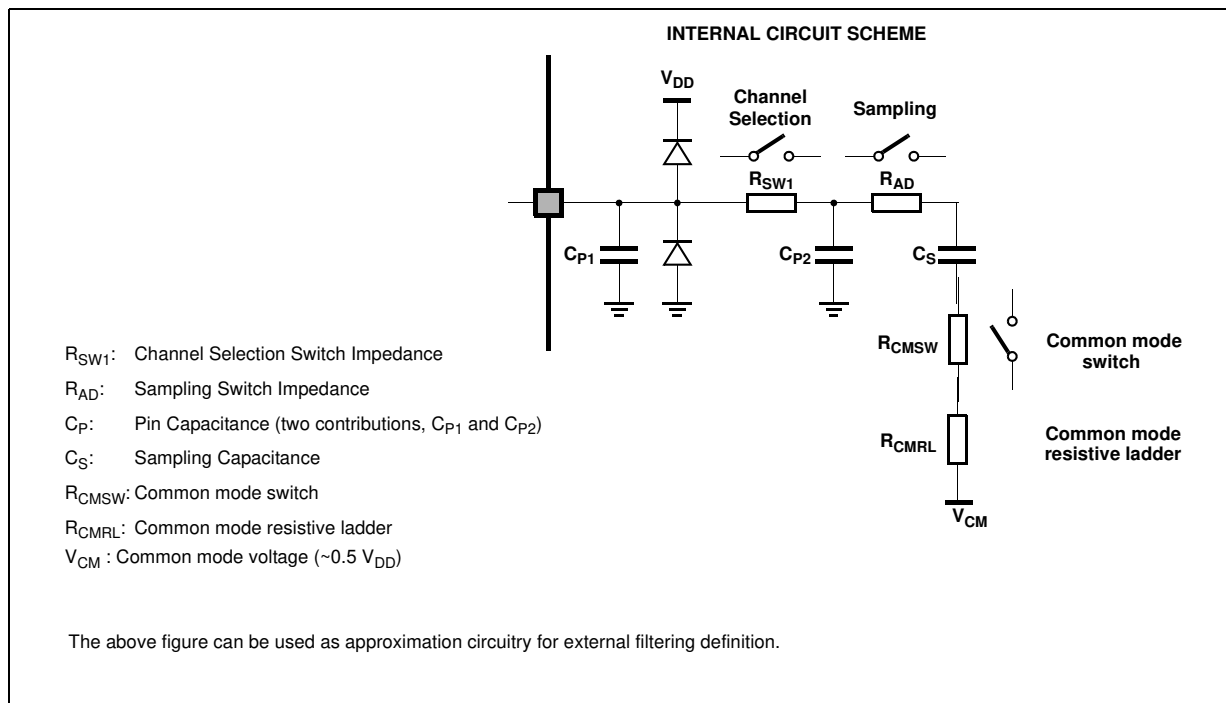 INTERNAL CIRCUIT SCHEME
VDD
Channel
Selection
Sampling
RSW1
RAD
CP1
CP2
CS
RCMSW
Common mode
switch
RCMRL
Common mode
resistive ladder
VCM
RSW1: Channel Selection Switch Impedance
RAD: Sampling Switch Impedance
CP: Pin Capacitance (two contributions, CP1 and CP2)
CS: Sampling Capacitance
RCMSW: Common mode switch
RCMRL: Common mode resistive ladder
VCM : Common mode voltage (~0.5 VDD)
The above figure can be used as approximation circuitry for external filtering definition.